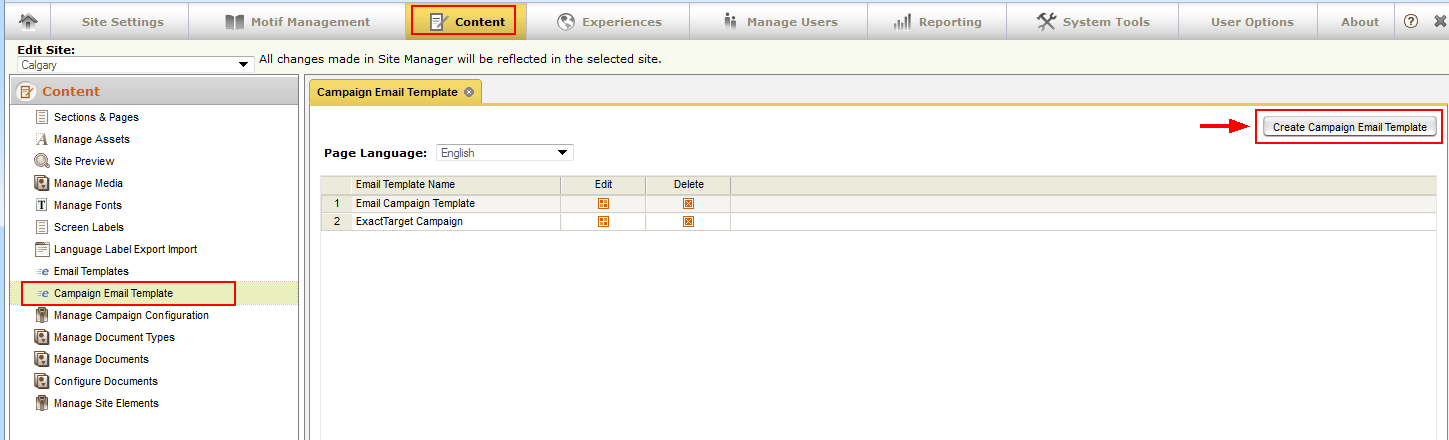 Site Settings Motif Management Content Experiences Manage Users Reporting System Tools User Options About ?
Edit Site:
Calgary All changes made in Site Manager will be reflected in the selected site.
Content
Sections & Pages
Manage Assets
Site Preview
Manage Media
Manage Fonts
Screen Labels
Language Label Export Import
Email Templates
Campaign Email Template
Manage Campaign Configuration
Manage Document Types
Manage Documents
Configure Documents
Manage Site Elements
Campaign Email Template
Create Campaign Email Template
Page Language: English
Email Template Name Edit Delete
1 Email Campaign Template
2 ExactTarget Campaign